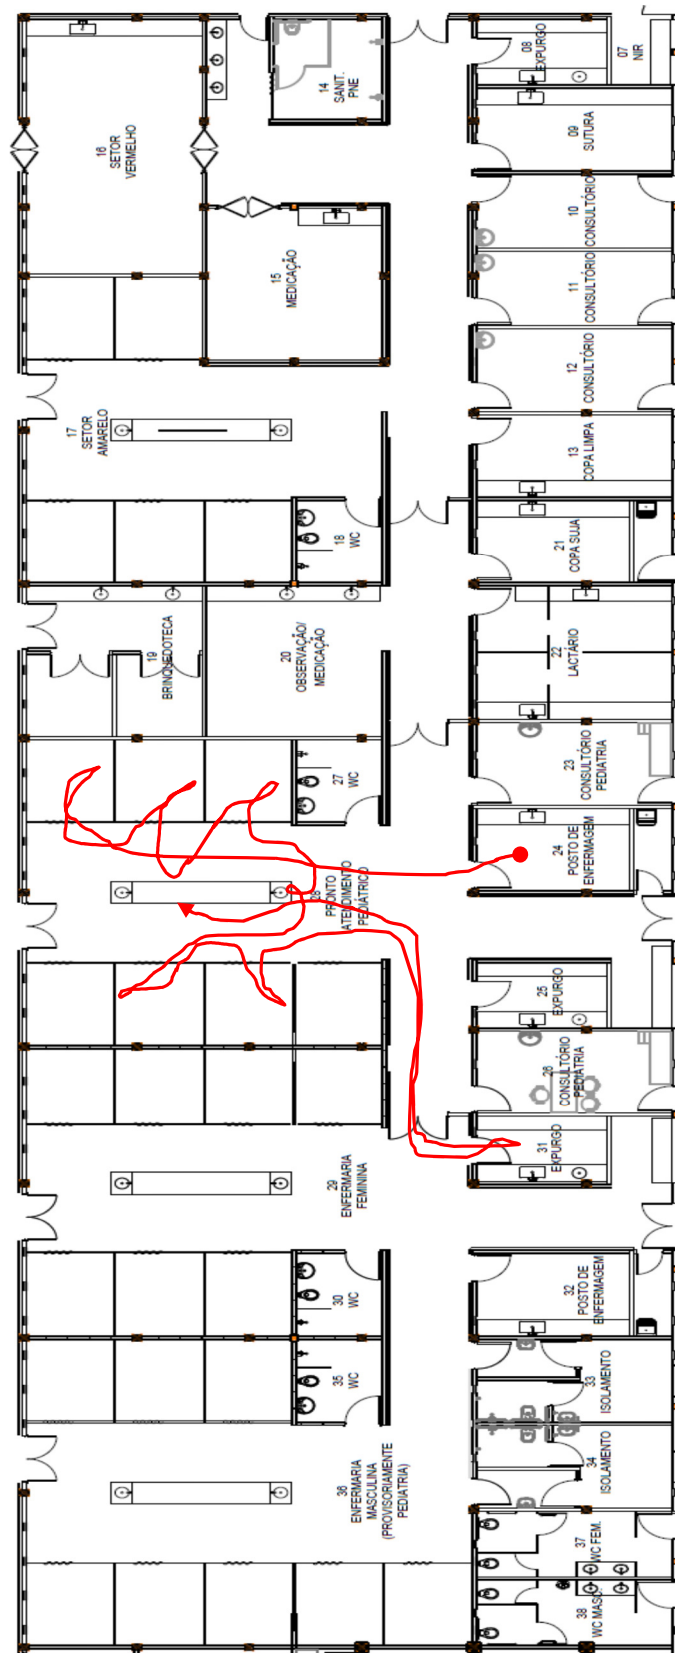 07
NIR
08
EXPURGO
14
SANIT.
PNE
09
SUTURA
16
SETOR
VERMELHO
10
CONSULTÓRIO
15
MEDICAÇÃO
11
CONSULTÓRIO
12
CONSULTÓRIO
17
SETOR
AMARELO
13
COPA LIMPA
18
WC
21
COPA SUJA
19
BRINQUEDOTECA
20
OBSERVAÇÃO/
MEDICAÇÃO
22
LACTÁRIO
27
WC
23
CONSULTÓRIO
PEDIATRIA
24
POSTO DE
ENFERMAGEM
28
PRONTO
ATENDIMENTO
PEDIÁTRICO
25
EXPURGO
26
CONSULTÓRIO
PEDIATRIA
31
EXPURGO
29
ENFERMARIA
FEMININA
30
WC
32
POSTO DE
ENFERMAGEM
35
WC
33
ISOLAMENTO
34
ISOLAMENTO
36
ENFERMARIA
MASCULINA
(PROVISORIAMENTE
PEDIATRIA)
37
WC FEM.
38
WC MASC.